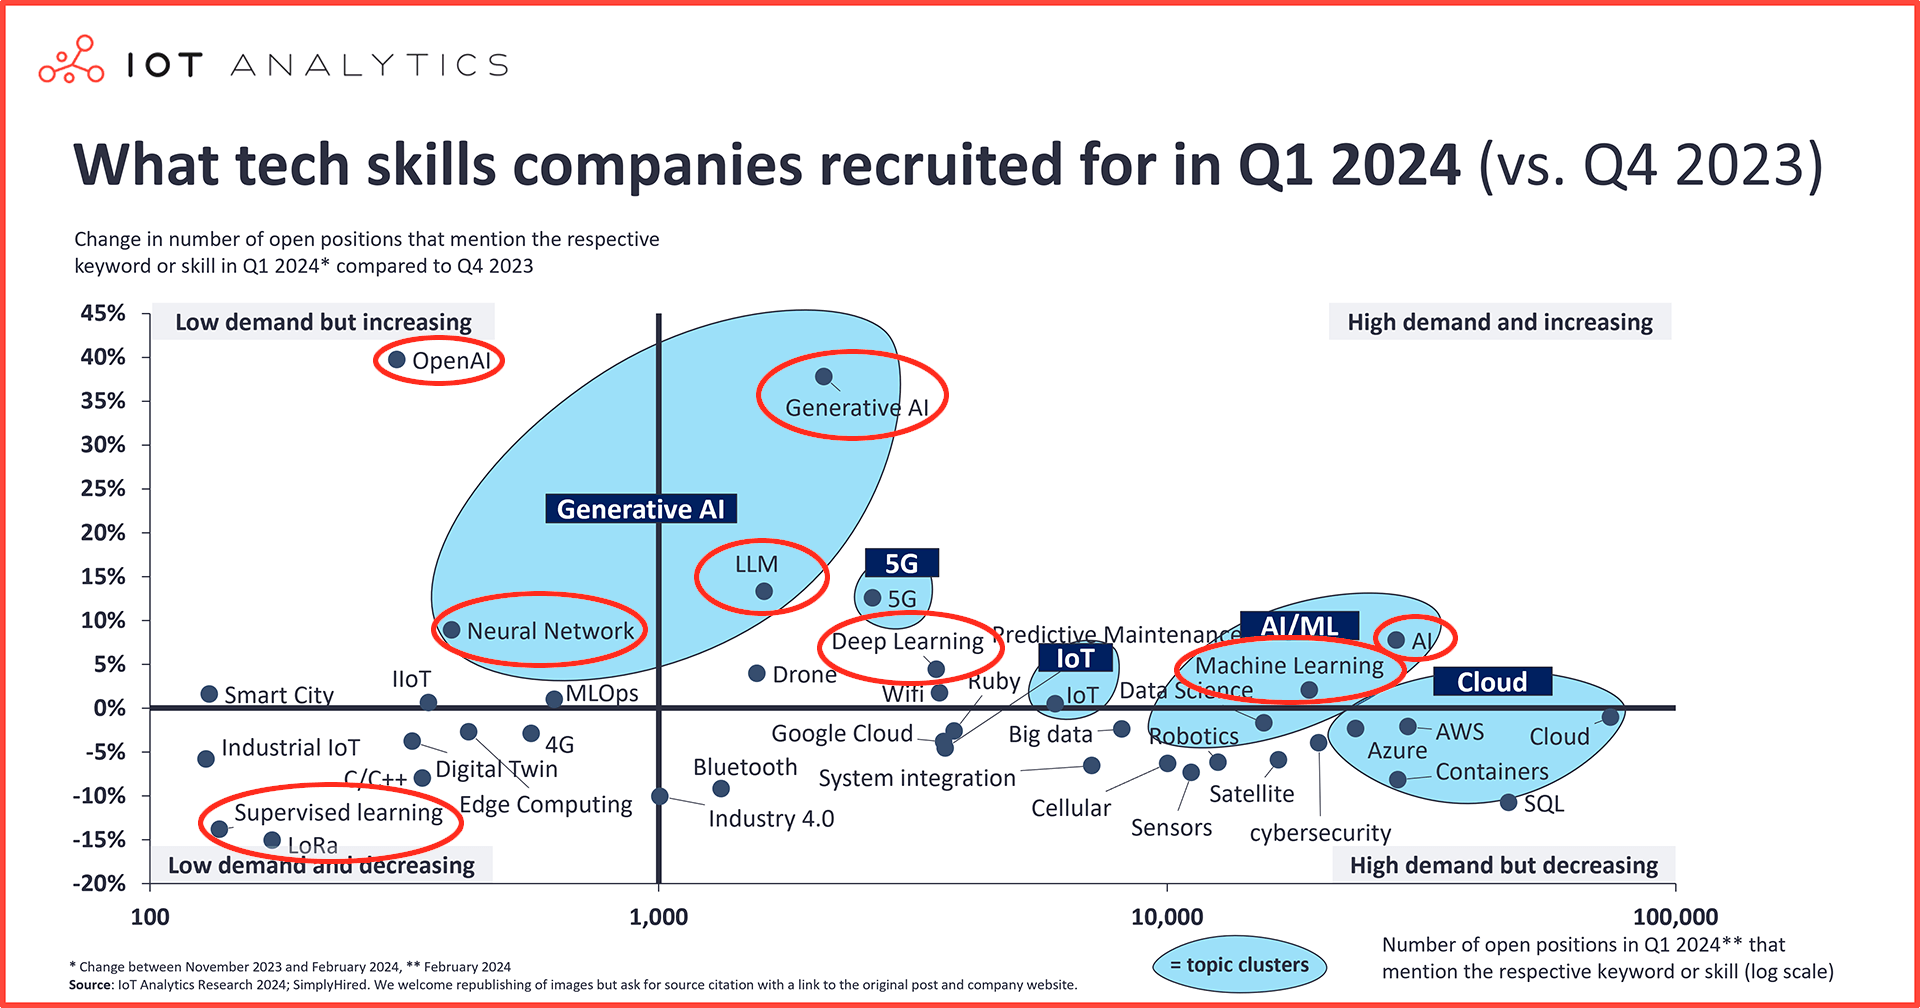 IOT ANALYTICS
What tech skills companies recruited for in Q1 2024 (vs. Q4 2023)
Change in number of open positions that mention the respective
keyword or skill in Q1 2024* compared to Q4 2023
45%
40%
35%
30%
25%
20%
15%
10%
5%
0%
-5%
-10%
-15%
-20%
Low demand but increasing
High demand and increasing
OpenAI
Generative AI
Generative AI
LLM
5G
5G
Neural Network
Deep Learning
Predictive Maintenance
AI/ML
AI
IoT
Machine Learning
Drone
Ruby
Cloud
IIoT
MLOps
Smart City
Wifi
IoT
Data Science
Google Cloud
Big data
Robotics
AWS
Cloud
Azure
Industrial IoT
4G
Digital Twin
C/C++
Bluetooth
System integration
Containers
Edge Computing
Cellular
Satellite
SQL
Supervised learning
Industry 4.0
Sensors
cybersecurity
LoRa
Low demand and decreasing
High demand but decreasing
100
1,000
10,000
100,000
= topic clusters
Number of open positions in Q1 2024** that
mention the respective keyword or skill (log scale)
* Change between November 2023 and February 2024, ** February 2024
Source: IoT Analytics Research 2024; SimplyHired. We welcome republishing of images but ask for source citation with a link to the original post and company website.